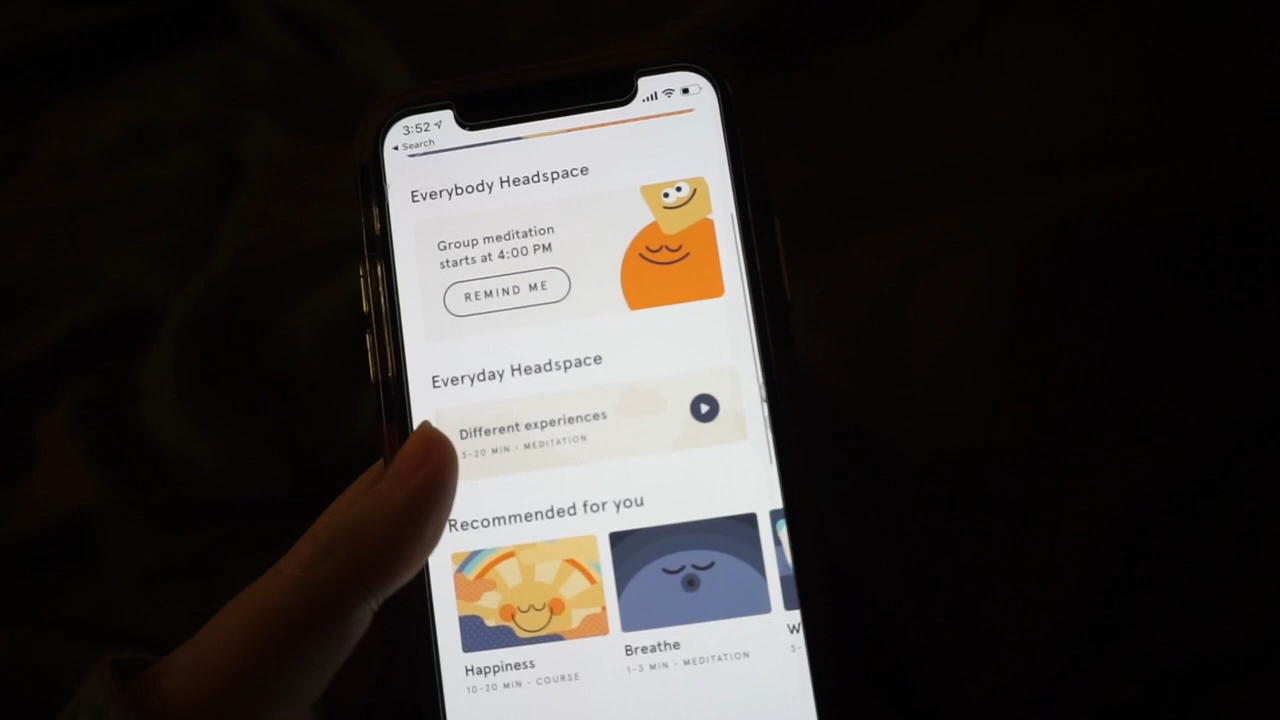 3:52
◀ Search
Everybody Headspace
Group meditation
starts at 4:00 PM
REMIND ME
Everyday Headspace
Different experiences
3-20 MIN - MEDITATION
Recommended for you
Happiness
10-20 MIN - COURSE
Breathe
1-3 MIN - MEDITATION
W